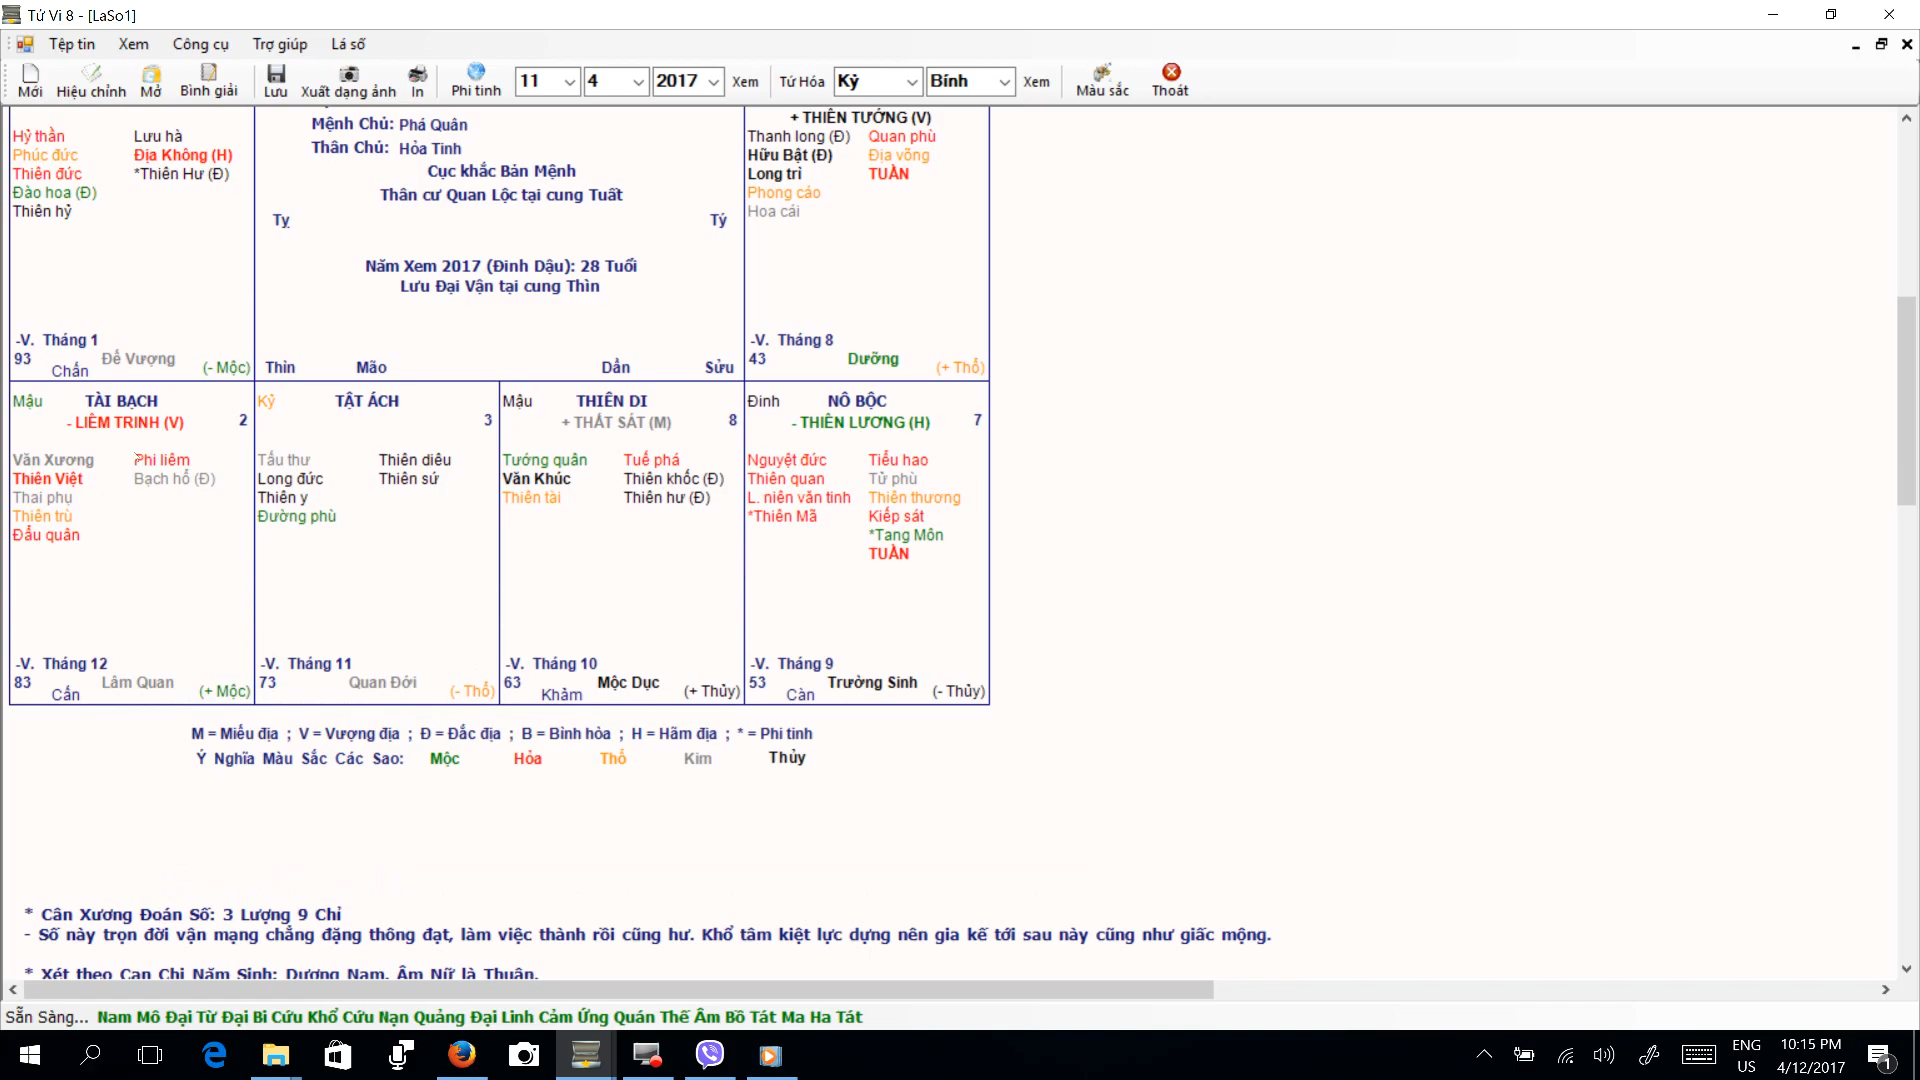 Tử Vi 8 - [LaSo1]
Tệp tin Xem Công cụ Trợ giúp Lá số
Mới Hiệu chỉnh Mở Bình giải Lưu Xuất dạng ảnh In Phi tinh 11 4 2017 Xem Tứ Hóa Kỷ Bính Xem Màu sắc Thoát
Hỷ thần Lưu hà
Phúc đức Địa Không (H)
Thiên đức *Thiên Hư (Đ)
Đào hoa (Đ)
Thiên hỷ
-V. Tháng 1
93 Chấn Đế Vượng (- Mộc)
Mệnh Chủ: Phá Quân
Thân Chủ: Hỏa Tinh
Cục khắc Bản Mệnh
Thân cư Quan Lộc tại cung Tuất
Tỵ Tý
Năm Xem 2017 (Đinh Dậu): 28 Tuổi
Lưu Đại Vận tại cung Thìn
Thìn Mão Dần Sửu
+ THIÊN TƯỚNG (V)
Thanh long (Đ) Quan phù
Hữu Bật (Đ) Địa võng
Long trì TUẦN
Phong cáo
Hoa cái
-V. Tháng 8
43 Dưỡng (+ Thổ)
Mậu TÀI BẠCH
- LIÊM TRINH (V) 2
Văn Xương Phi liêm
Thiên Việt Bạch hổ (Đ)
Thai phụ
Thiên trù
Đẩu quân
-V. Tháng 12
83 Cấn Lâm Quan (+ Mộc)
Kỷ TẬT ÁCH
3
Tấu thư Thiên diêu
Long đức Thiên sứ
Thiên y
Đường phù
-V. Tháng 11
73 Quan Đới (- Thổ)
Mậu THIÊN DI
+ THẤT SÁT (M) 8
Tướng quân Tuế phá
Văn Khúc Thiên khốc (Đ)
Thiên tài Thiên hư (Đ)
-V. Tháng 10
63 Khảm Mộc Dục (+ Thủy)
Đinh NÔ BỘC
- THIÊN LƯƠNG (H) 7
Nguyệt đức Tiểu hao
Thiên quan Tử phù
L. niên văn tinh Thiên thương
*Thiên Mã Kiếp sát
*Tang Môn
TUẦN
-V. Tháng 9
53 Càn Trường Sinh (- Thủy)
M = Miếu địa ; V = Vượng địa ; Đ = Đắc địa ; B = Bình hòa ; H = Hãm địa ; * = Phi tinh
Ý Nghĩa Màu Sắc Các Sao: Mộc Hỏa Thổ Kim Thủy
* Cân Xương Đoán Số: 3 Lượng 9 Chỉ
- Số này trọn đời vận mạng chẳng đặng thông đạt, làm việc thành rồi cũng hư. Khổ tâm kiệt lực dựng nên gia kế tới sau này cũng như giấc mộng.
* Xét theo Can Chi Năm Sinh: Dương Nam, Âm Nữ là Thuận.
Sẵn Sàng... Nam Mô Đại Từ Đại Bi Cứu Khổ Cứu Nạn Quảng Đại Linh Cảm Ứng Quán Thế Âm Bồ Tát Ma Ha Tát
ENG
US
10:15 PM
4/12/2017
1